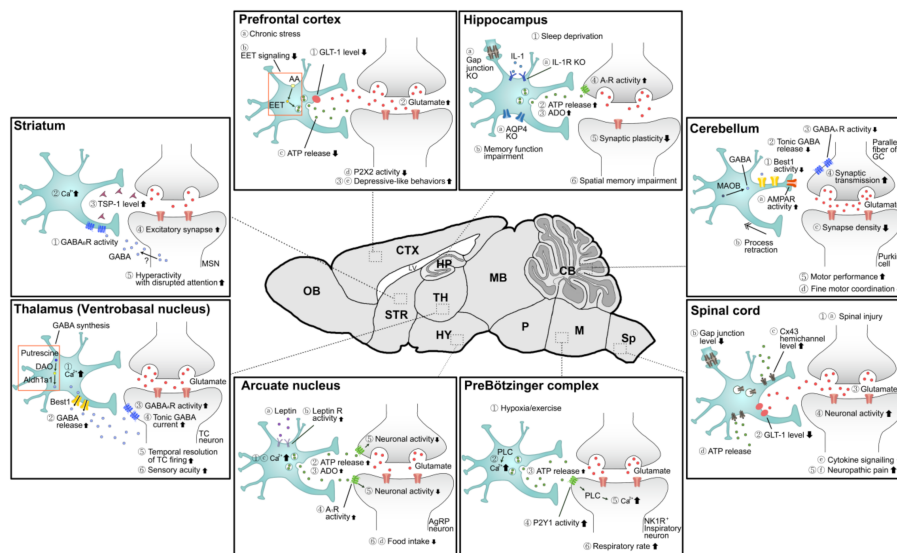 Prefrontal cortex
ⓐ Chronic stress
ⓑ
EET signaling⬇
① GLT-1 level⬇
AA
EET
② Glutamate⬆
ⓒ ATP release⬇
ⓓ P2X2 activity⬇
③ ⓔ Depressive-like behaviors⬆
Hippocampus
① Sleep deprivation
ⓐ
Gap
junction
KO
IL-1
ⓐ IL-1R KO
④ A₁R activity⬆
② ATP release⬆
③ ADO⬆
ⓐ AQP4
KO
ⓑ Memory function
impairment
⑤ Synaptic plasticity⬇
⑥ Spatial memory impairment
Striatum
② Ca²⁺⬆
③ TSP-1 level⬆
① GABAʙR activity
GABA
?
④ Excitatory synapse⬆
MSN
⑤ Hyperactivity
with disrupted attention⬆
Cerebellum
③ GABAᴀR activity⬇
② Tonic GABA
release⬇
Parallel
fiber of
GC
GABA
① Best1
activity⬇
MAOB
④ Synaptic
transmission⬆
ⓐ AMPAR
activity⬆
Glutamate
ⓒ Synapse density⬇
ⓑ Process
retraction
cell
⑤ Motor performance⬆
ⓓ Fine motor coordination
CTX
LV
HP
OB
MB
CB
TH
STR
HY
P
M
Sp
Thalamus (Ventrobasal nucleus)
GABA synthesis
Putrescine
DAO
Aldh1a1
①
Ca²⁺⬆
Best1
② GABA
release⬆
Glutamate
③ GABAᴀR activity⬆
④ Tonic GABA
current⬆
TC
neuron
⑤ Temporal resolution
of TC firing⬆
⑥ Sensory acuity⬆
Spinal cord
① ⓐ Spinal injury
ⓑ Gap junction
level⬇
ⓒ Cx43
hemichannel
level⬆
③ Glutamate
④ Neuronal activity⬆
② GLT-1 level⬇
ⓓ ATP release
ⓔ Cytokine signalling
⑤ ⓕ Neuropathic pain⬆
Arcuate nucleus
ⓐ Leptin
ⓑ Leptin R
activity⬆
① ⓒ Ca²⁺⬆
⑤ Neuronal activity⬇
② ATP release⬆
③ ADO⬆
Glutamate
④ A₁R
activity⬆
⑤ Neuronal activity⬇
AgRP
neuron
⑥ ⓓ Food intake⬇
PreBötzinger complex
① Hypoxia/exercise
PLC
②
Ca²⁺⬆
③ ATP release⬆
Glutamate
PLC
⑤ Ca²⁺⬆
④ P2Y1 activity⬆
NK1R⁺
Inspiratory
neuron
⑥ Respiratory rate⬆